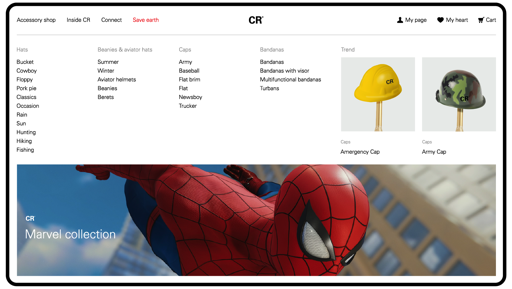 Accessory shop Inside CR Connect Save earth
CR
My page My heart Cart
Hats
Bucket
Cowboy
Floppy
Pork pie
Classics
Occasion
Rain
Sun
Hunting
Hiking
Fishing
Beanies & aviator hats
Summer
Winter
Aviator helmets
Beanies
Berets
Caps
Army
Baseball
Flat brim
Flat
Newsboy
Trucker
Bandanas
Bandanas
Bandanas with visor
Multifunctional bandanas
Turbans
Trend
CR
Caps
Amergency Cap
CR
Caps
Army Cap
CR
Marvel collection